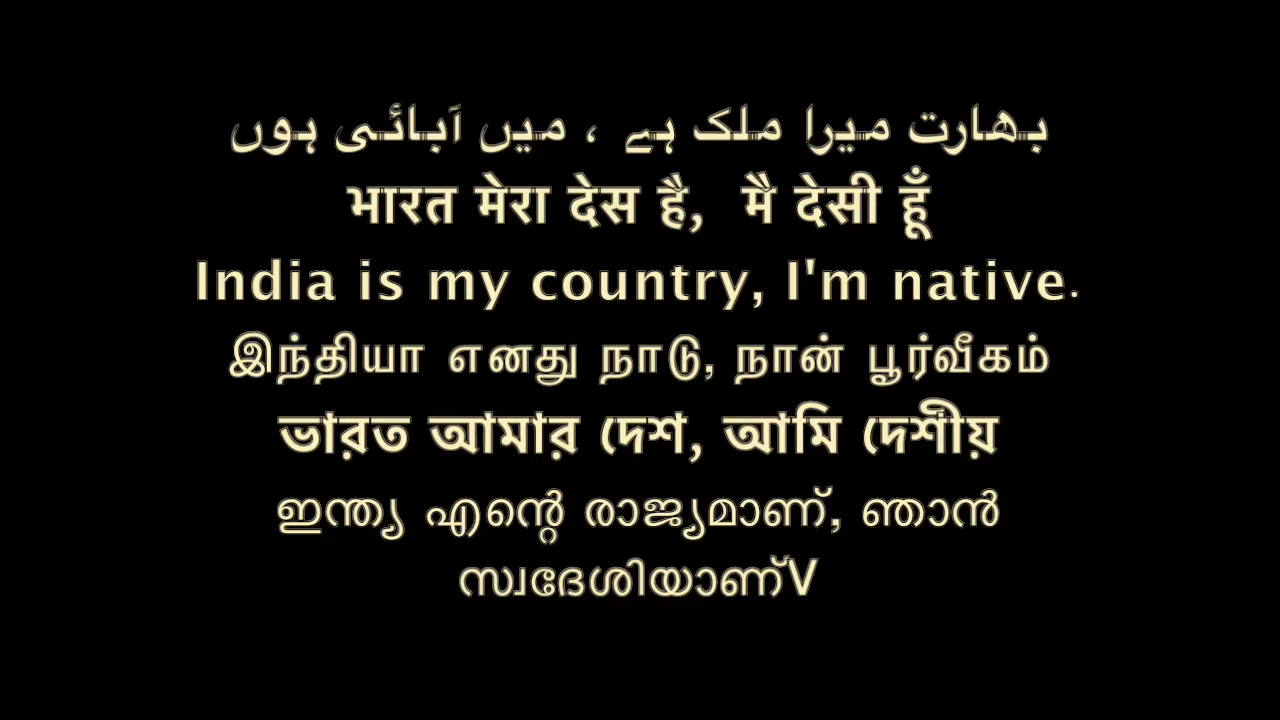 بھارت میرا ملک ہے ، میں آبائی ہوں
भारत मेरा देस है, मै देसी हूँ
India is my country, I'm native.
இந்தியா எனது நாடு, நான் பூர்வீகம்
ভারত আমার দেশ, আমি দেশীয়
ഇന്ത്യ എന്റെ രാജ്യമാണ്, ഞാൻ
സ്വദേശിയാണ്V